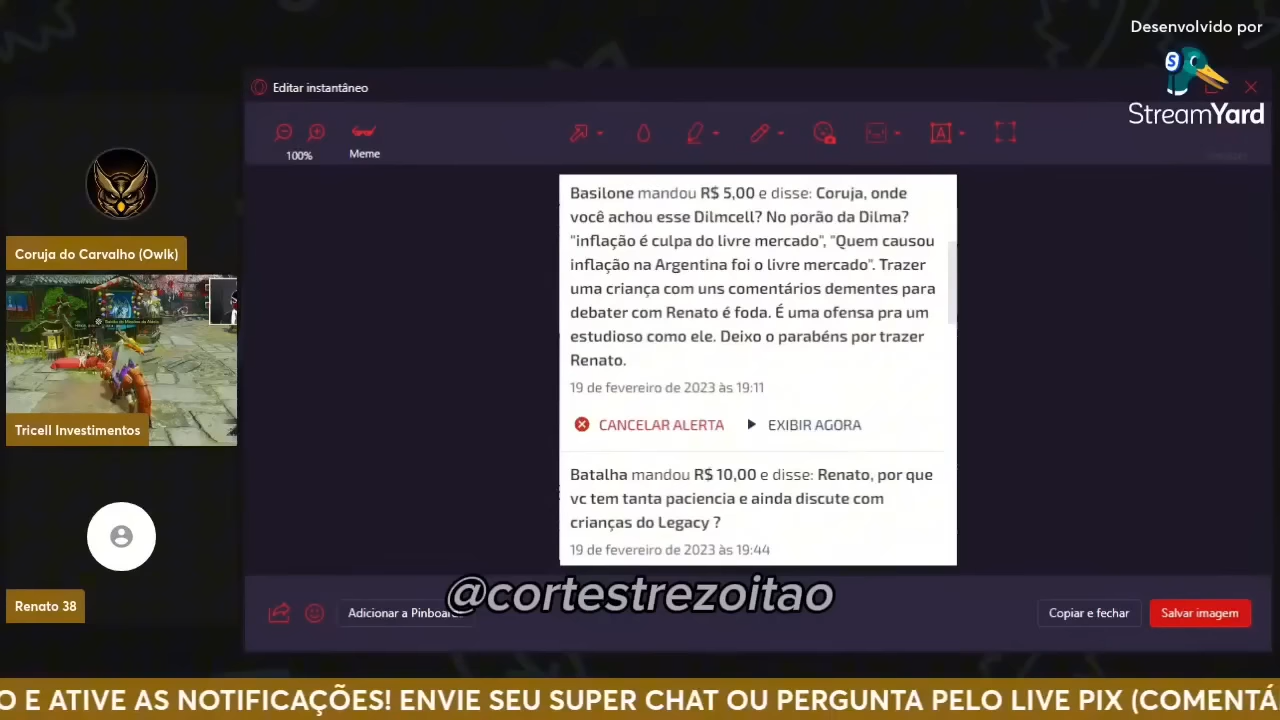 Desenvolvido por
StreamYard
Editar instantâneo
100%
Meme
Basilone mandou R$ 5,00 e disse: Coruja, onde
você achou esse Dilmcell? No porão da Dilma?
"inflação é culpa do livre mercado", "Quem causou
inflação na Argentina foi o livre mercado". Trazer
uma criança com uns comentários dementes para
debater com Renato é foda. É uma ofensa pra um
estudioso como ele. Deixo o parabéns por trazer
Renato.
19 de fevereiro de 2023 às 19:11
CANCELAR ALERTA
EXIBIR AGORA
Batalha mandou R$ 10,00 e disse: Renato, por que
vc tem tanta paciencia e ainda discute com
crianças do Legacy ?
19 de fevereiro de 2023 às 19:44
Coruja do Carvalho (Owlk)
Tricell Investimentos
Renato 38
@cortestrezoitao
Adicionar a Pinboard
Copiar e fechar
Salvar imagem
O E ATIVE AS NOTIFICAÇÕES! ENVIE SEU SUPER CHAT OU PERGUNTA PELO LIVE PIX (COMENTÁ